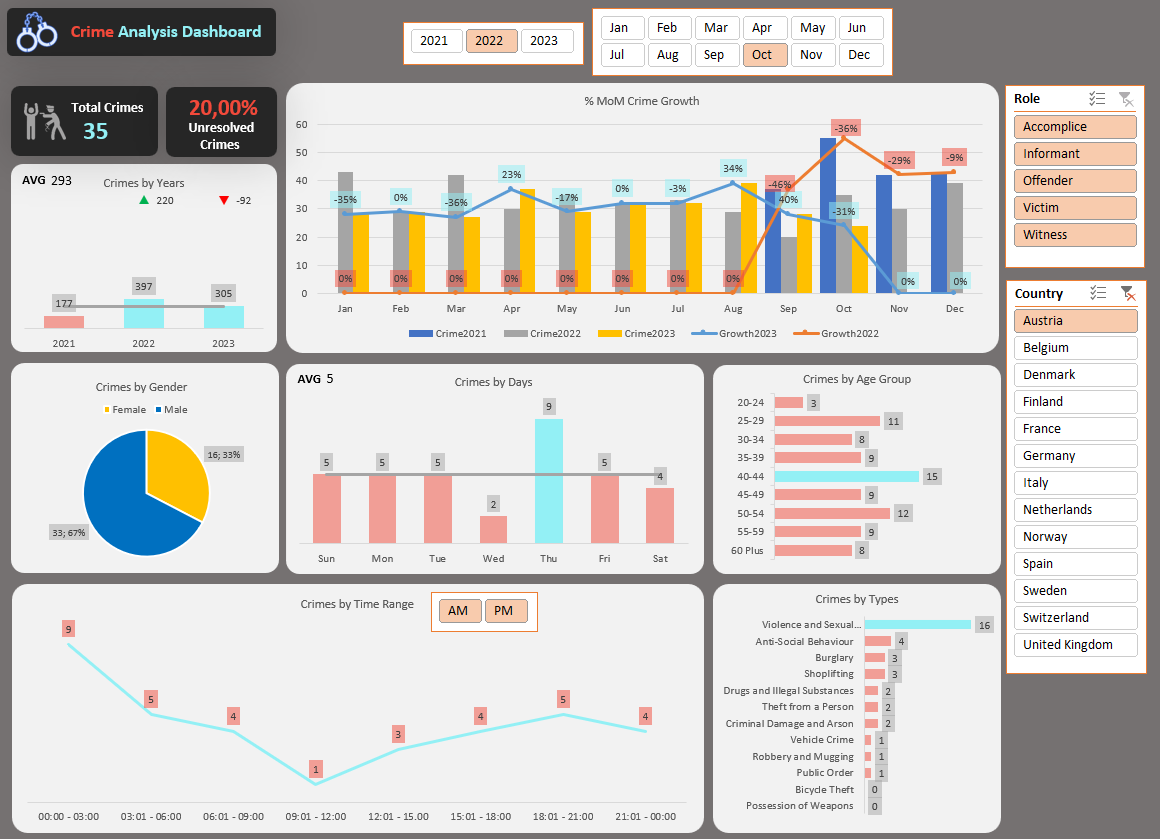 Crime Analysis Dashboard
2021 2022 2023
Jan Feb Mar Apr May Jun
Jul Aug Sep Oct Nov Dec
Total Crimes
35
20,00%
Unresolved
Crimes
AVG 293
Crimes by Years
220 -92
177 397 305
2021 2022 2023
% MoM Crime Growth
60
50
40
30
20
10
0
-35% 0% -36% 23% -17% 0% -3% 34% 40% -31% 0% 0%
0% 0% 0% 0% 0% 0% 0% 0% -46% -36% -29% -9%
Jan Feb Mar Apr May Jun Jul Aug Sep Oct Nov Dec
Crime2021 Crime2022 Crime2023 Growth2023 Growth2022
Role
Accomplice
Informant
Offender
Victim
Witness
Country
Austria
Belgium
Denmark
Finland
France
Germany
Italy
Netherlands
Norway
Spain
Sweden
Switzerland
United Kingdom
Crimes by Gender
Female Male
16; 33%
33; 67%
AVG 5
Crimes by Days
5 5 5 2 9 5 4
Sun Mon Tue Wed Thu Fri Sat
Crimes by Age Group
20-24 3
25-29 11
30-34 8
35-39 9
40-44 15
45-49 9
50-54 12
55-59 9
60 Plus 8
Crimes by Time Range
AM PM
9 5 4 1 3 4 5 4
00:00 - 03:00 03:01 - 06:00 06:01 - 09:00 09:01 - 12:00 12:01 - 15.00 15:01 - 18:00 18:01 - 21:00 21:01 - 00:00
Crimes by Types
Violence and Sexual... 16
Anti-Social Behaviour 4
Burglary 3
Shoplifting 3
Drugs and Illegal Substances 2
Theft from a Person 2
Criminal Damage and Arson 2
Vehicle Crime 1
Robbery and Mugging 1
Public Order 1
Bicycle Theft 0
Possession of Weapons 0